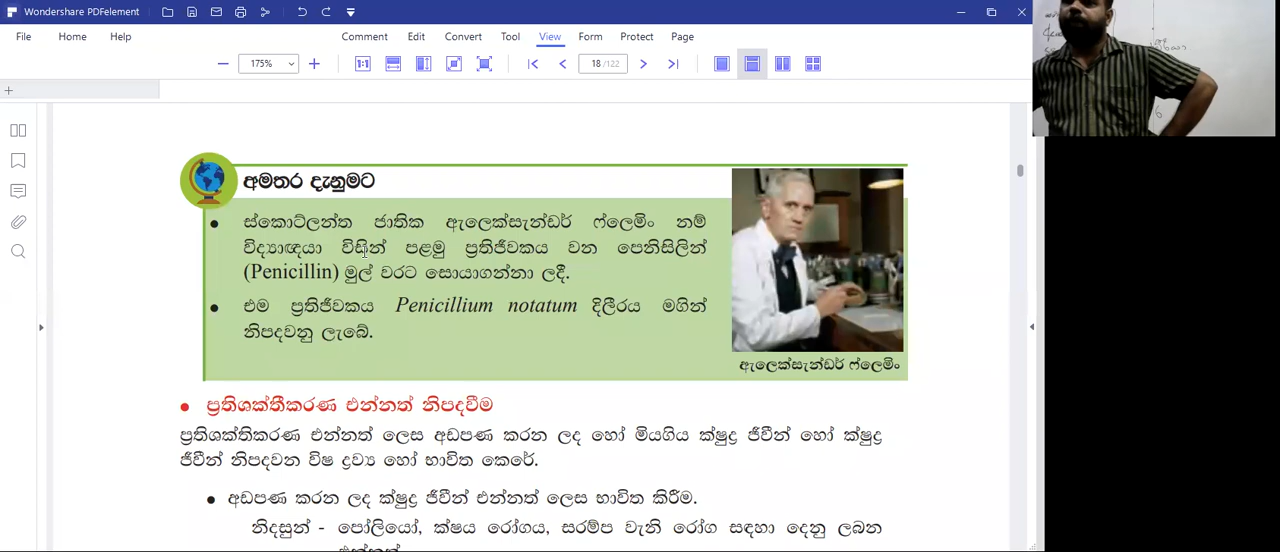 Wondershare PDFelement
File Home Help Comment Edit Convert Tool View Form Protect Page
175% 1:1 18 /122
අමතර දැනුමට
• ස්කොට්ලන්ත ජාතික ඇලෙක්සැන්ඩර් ෆ්ලෙමිං නම්
විද්‍යාඥයා විසින් පළමු ප්‍රතිජීවකය වන පෙනිසිලින්
(Penicillin) මුල් වරට සොයාගන්නා ලදී.
• එම ප්‍රතිජීවකය Penicillium notatum දිලීරය මගින්
නිපදවනු ලැබේ.
ඇලෙක්සැන්ඩර් ෆ්ලෙමිං
• ප්‍රතිශක්තීකරණ එන්නත් නිපදවීම
ප්‍රතිශක්තිකරණ එන්නත් ලෙස අඩපණ කරන ලද හෝ මියගිය ක්ෂුද්‍ර ජීවීන් හෝ ක්ෂුද්‍ර
ජීවීන් නිපදවන විෂ ද්‍රව්‍ය හෝ භාවිත කෙරේ.
• අඩපණ කරන ලද ක්ෂුද්‍ර ජීවීන් එන්නත් ලෙස භාවිත කිරීම.
නිදසුන් - පෝලියෝ, ක්ෂය රෝගය, සරම්ප වැනි රෝග සඳහා දෙනු ලබන